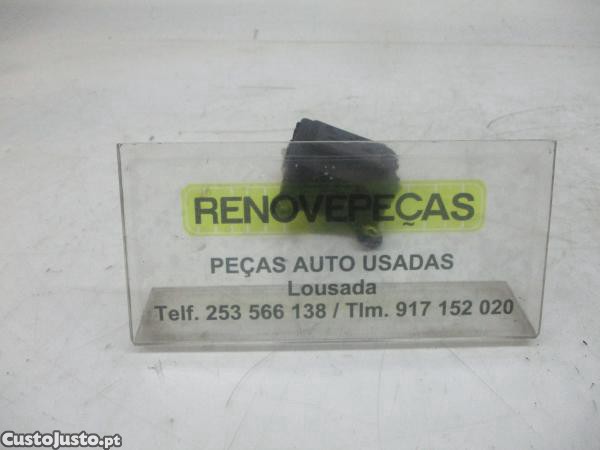 RENOVEPEÇAS
PEÇAS AUTO USADAS
Lousada
Telf. 253 566 138 / Tlm. 917 152 020
CustoJusto.pt